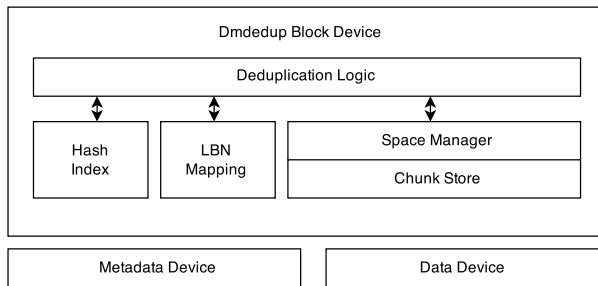 Dmdedup Block Device
Deduplication Logic
Hash
Index
LBN
Mapping
Space Manager
Chunk Store
Metadata Device
Data Device